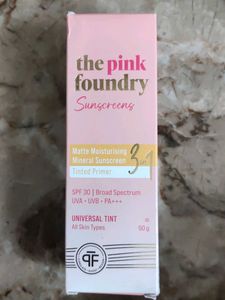 the pink
foundry
Sunscreens
Matte Moisturising
Mineral Sunscreen
3 in 1
Tinted Primer
SPF 30 | Broad Spectrum
UVA • UVB • PA+++
UNIVERSAL TINT
All Skin Types
50 g